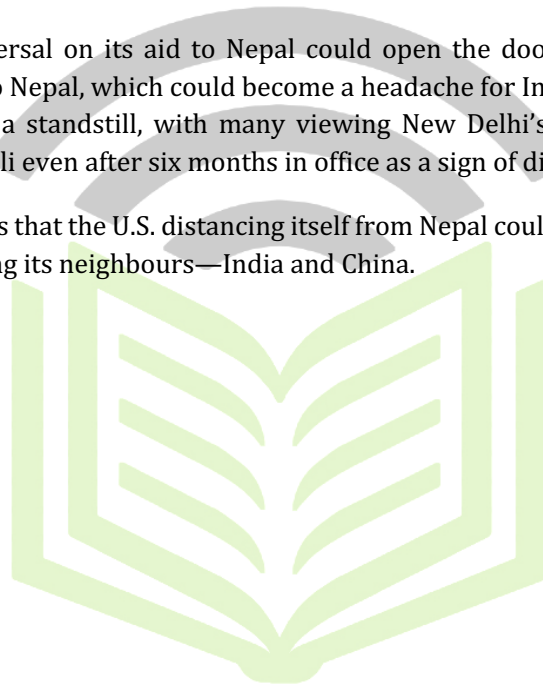 ersal on its aid to Nepal could open the doo
Nepal, which could become a headache for In
a standstill, with many viewing New Delhi’s
li even after six months in office as a sign of di
s that the U.S. distancing itself from Nepal coul
ng its neighbours—India and China.